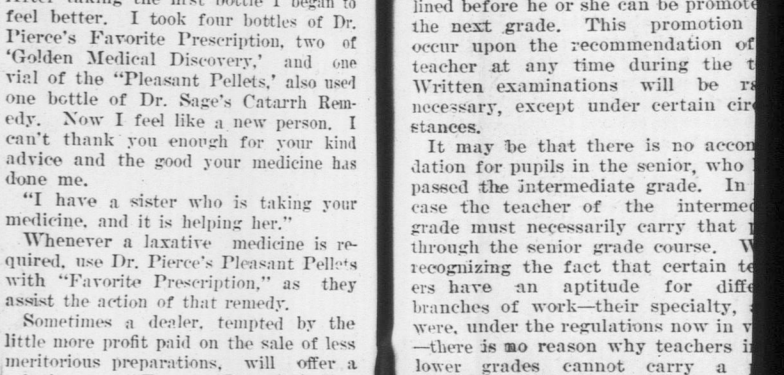 feel better. I took four bottles of Dr.
Pierce's Favorite Prescription, two of
'Golden Medical Discovery,' and one
vial of the "Pleasant Pellets,' also used
one bottle of Dr. Sage's Catarrh Rem-
edy. Now I feel like a new person. I
can't thank you enough for your kind
advice and the good your medicine has
done me.
"I have a sister who is taking your
medicine, and it is helping her."
Whenever a laxative medicine is re-
quired, use Dr. Pierce's Pleasant Pellets
with "Favorite Prescription," as they
assist the action of that remedy.
Sometimes a dealer, tempted by the
little more profit paid on the sale of less
meritorious preparations, will offer a
lined before he or she can be promote
the next grade. This promotion
occur upon the recommendation of
teacher at any time during the t
Written examinations will be r
necessary, except under certain cir
stances.
It may be that there is no accon
dation for pupils in the senior, who
passed the intermediate grade. In
case the teacher of the intermed
grade must necessarily carry that
through the senior grade course. W
recognizing the fact that certain te
ers have an aptitude for diffe
branches of work—their specialty,
were, under the regulations now in v
—there is no reason why teachers i
lower grades cannot carry a